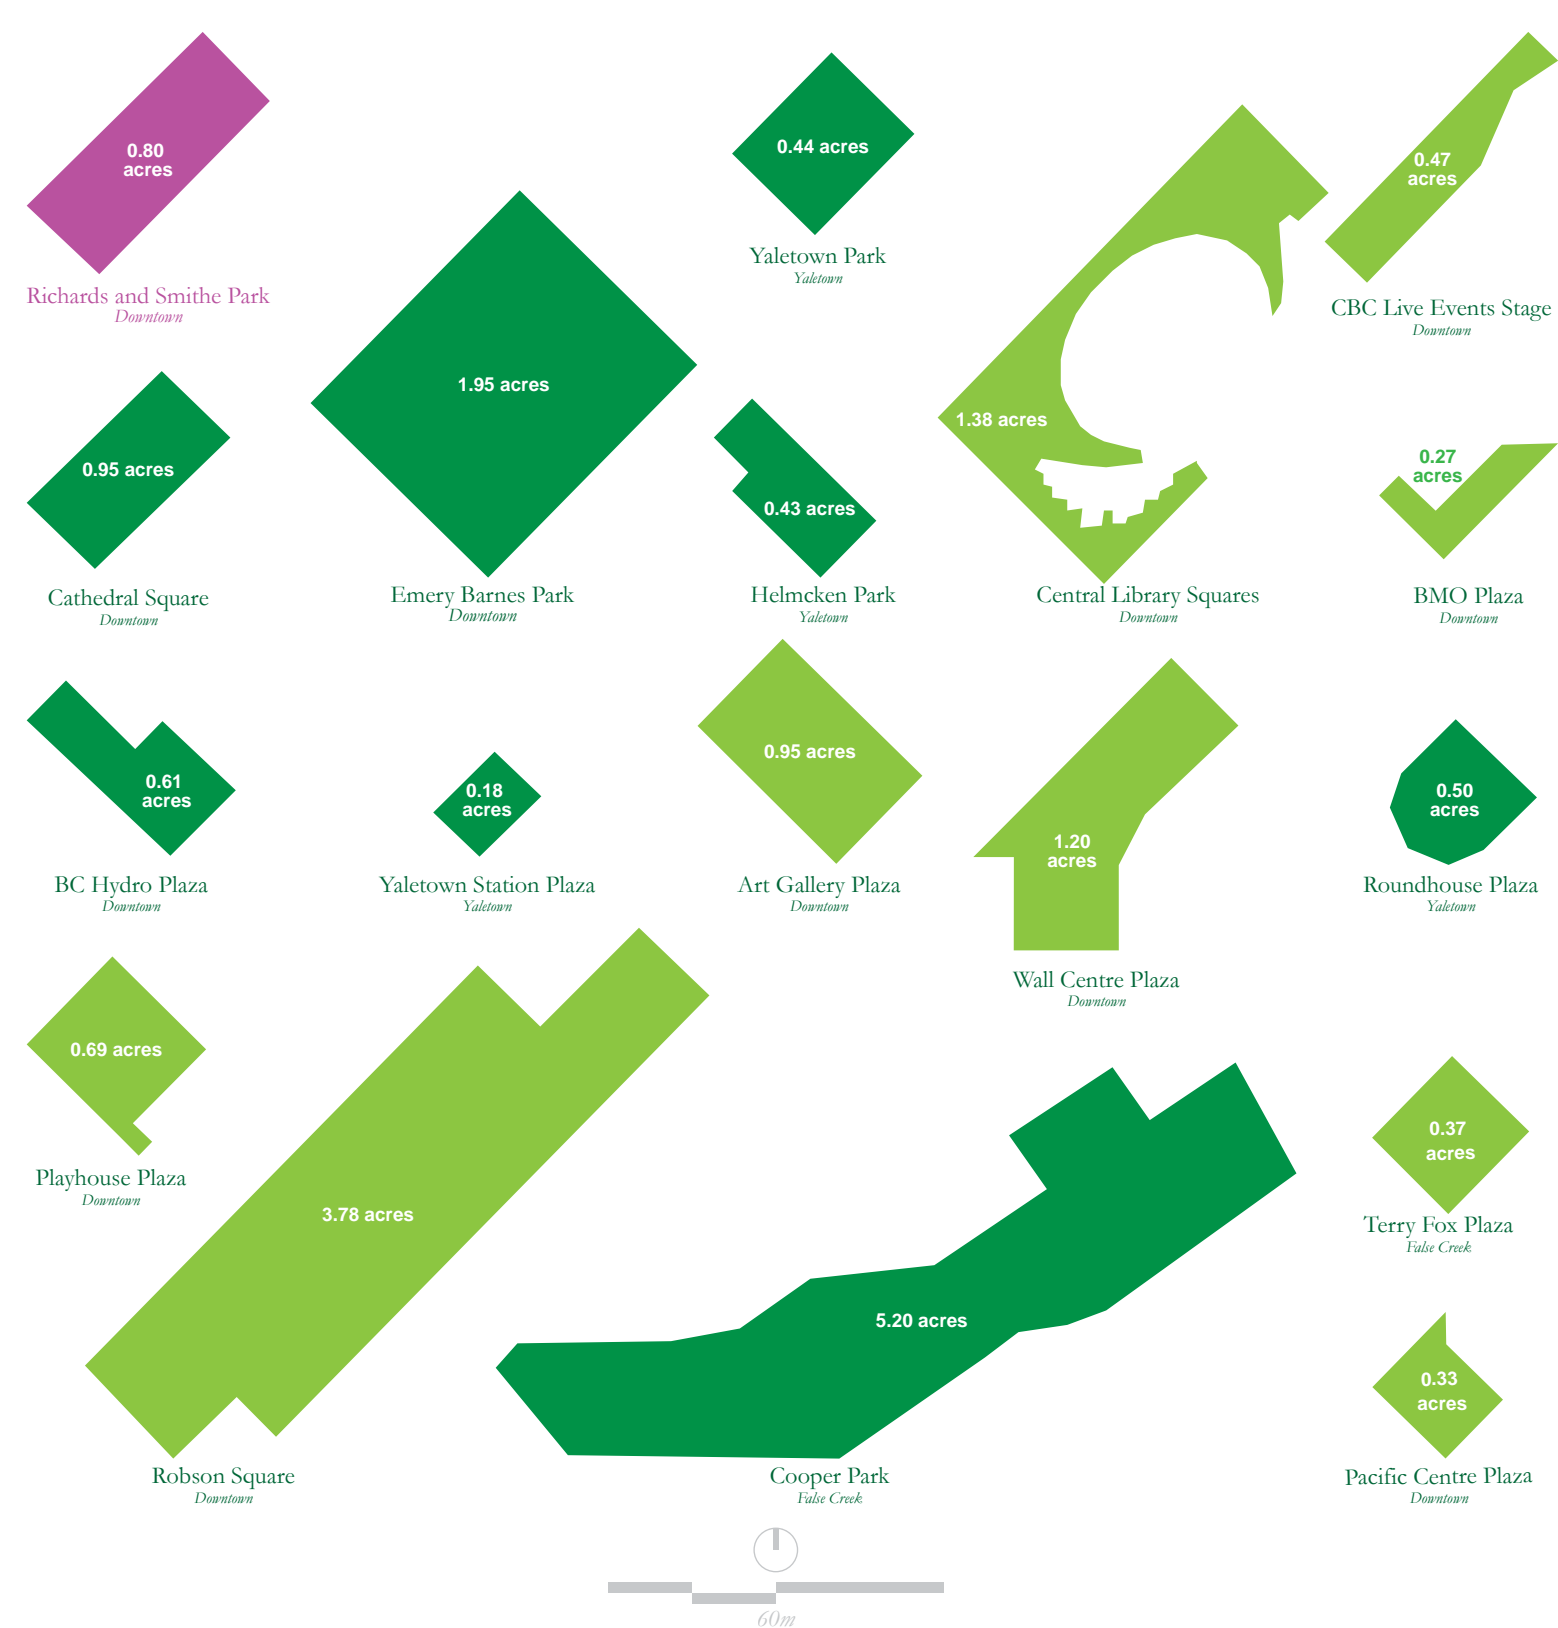 0.80
acres
Richards and Smithe Park
Downtown
0.44 acres
Yaletown Park
Yaletown
0.47
acres
CBC Live Events Stage
Downtown
0.95 acres
Cathedral Square
Downtown
1.95 acres
Emery Barnes Park
Downtown
0.43 acres
Helmcken Park
Yaletown
1.38 acres
Central Library Squares
Downtown
0.27
acres
BMO Plaza
Downtown
0.61
acres
BC Hydro Plaza
Downtown
0.18
acres
Yaletown Station Plaza
Yaletown
0.95 acres
Art Gallery Plaza
Downtown
1.20
acres
Wall Centre Plaza
Downtown
0.50
acres
Roundhouse Plaza
Yaletown
0.69 acres
Playhouse Plaza
Downtown
3.78 acres
Robson Square
Downtown
5.20 acres
Cooper Park
False Creek
0.37
acres
Terry Fox Plaza
False Creek
0.33
acres
Pacific Centre Plaza
Downtown
60m